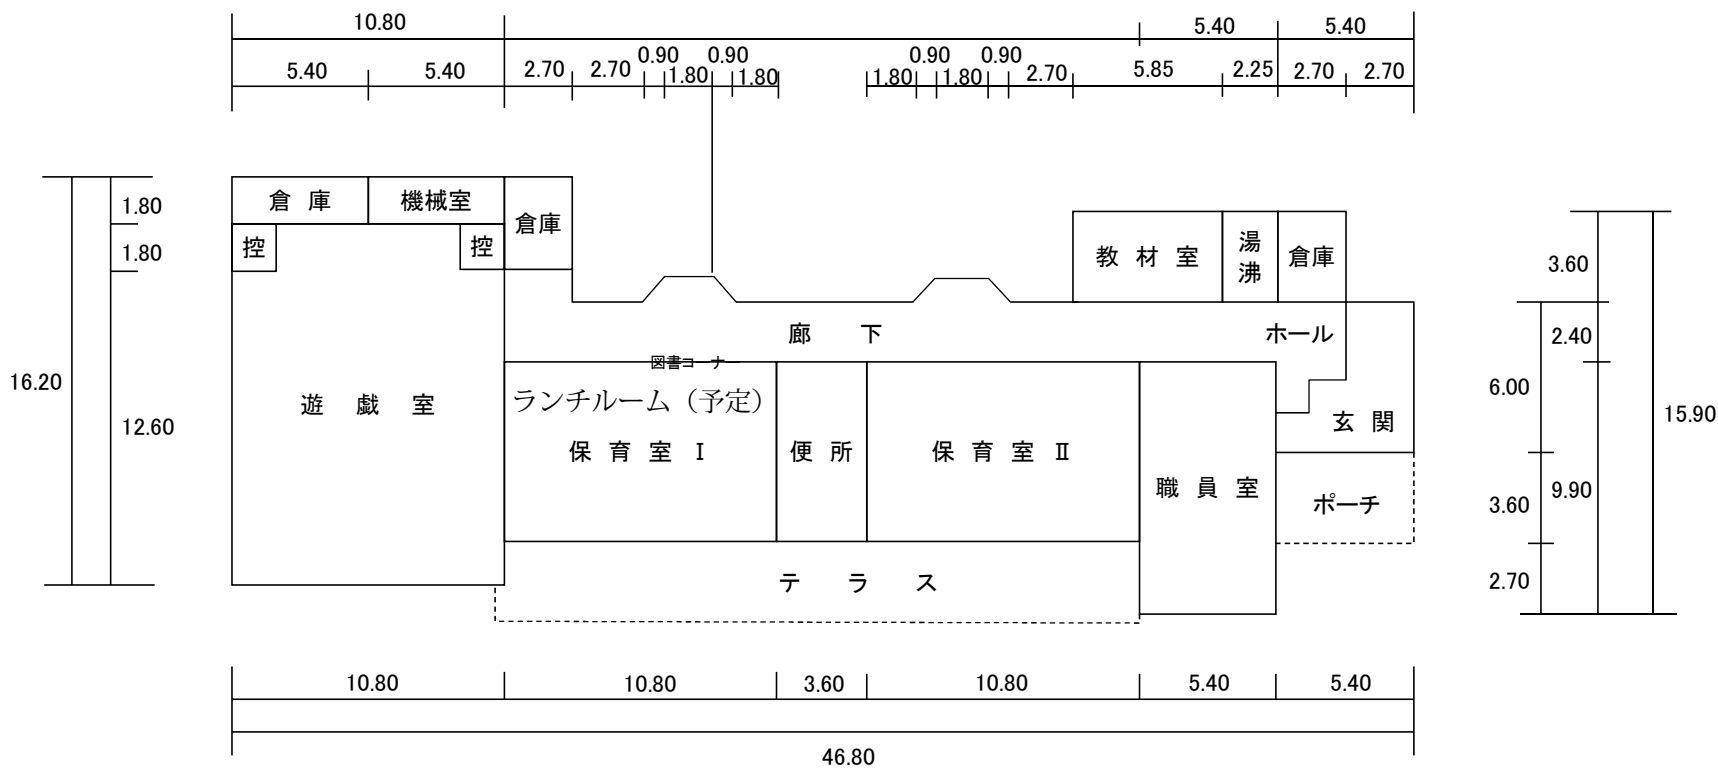 10.80
5.40
5.40
5.40
5.40
2.70
2.70
0.90
1.80
0.90
1.80
1.80
0.90
1.80
0.90
2.70
5.85
2.25
2.70
2.70
1.80
1.80
16.20
12.60
倉 庫
機械室
倉庫
控
控
教 材 室
湯沸
倉庫
廊 下
ホール
図書コーナー
遊 戯 室
ランチルーム（予定）
保 育 室 Ⅰ
便 所
保 育 室 Ⅱ
玄 関
職 員 室
ポーチ
テ ラ ス
3.60
2.40
6.00
15.90
9.90
3.60
2.70
10.80
10.80
3.60
10.80
5.40
5.40
46.80